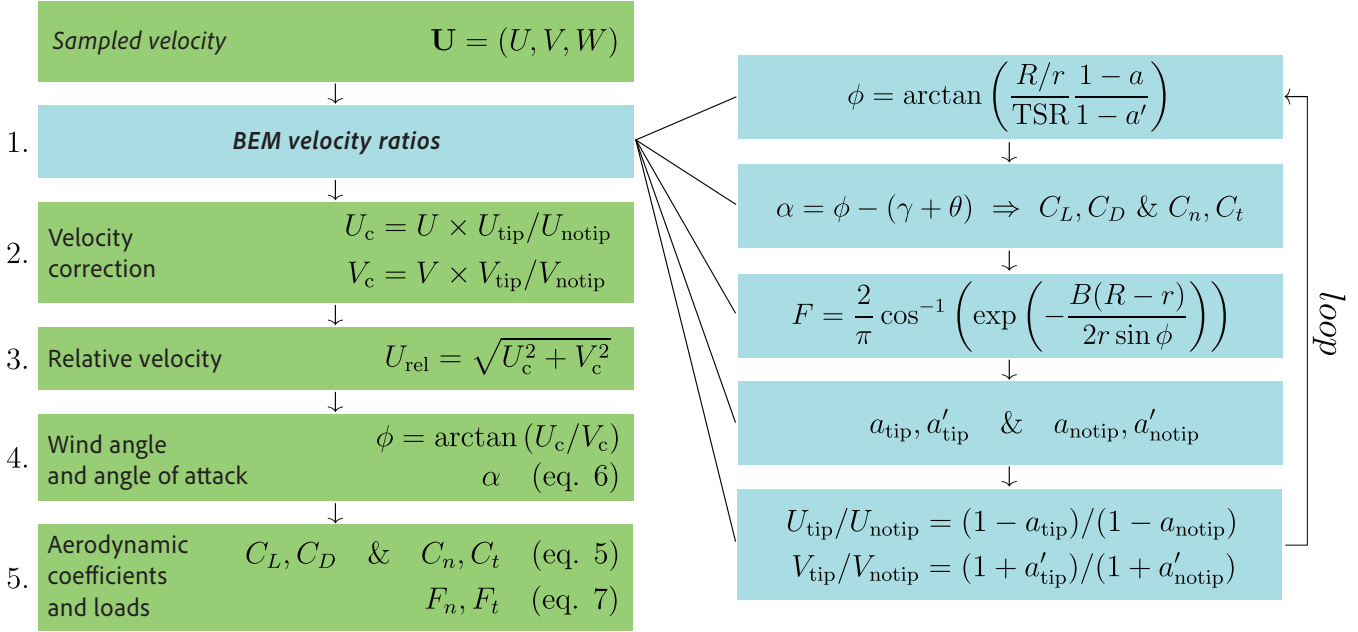 Sampled velocity U = (U, V, W)
1. BEM velocity ratios
2. Velocity correction
U_c = U × U_tip/U_notip
V_c = V × V_tip/V_notip
3. Relative velocity U_rel = √(U_c^2 + V_c^2)
4. Wind angle
and angle of attack
ϕ = arctan (U_c/V_c)
α (eq. 6)
5. Aerodynamic
coefficients
and loads
C_L, C_D & C_n, C_t (eq. 5)
F_n, F_t (eq. 7)
ϕ = arctan ( (R/r)/TSR (1 − a)/(1 − a′) )
α = ϕ − (γ + θ) ⇒ C_L, C_D & C_n, C_t
F = 2/π cos^−1 ( exp ( − B(R − r)/(2r sin ϕ) ) )
a_tip, a′_tip & a_notip, a′_notip
U_tip/U_notip = (1 − a_tip)/(1 − a_notip)
V_tip/V_notip = (1 + a′_tip)/(1 + a′_notip)
loop